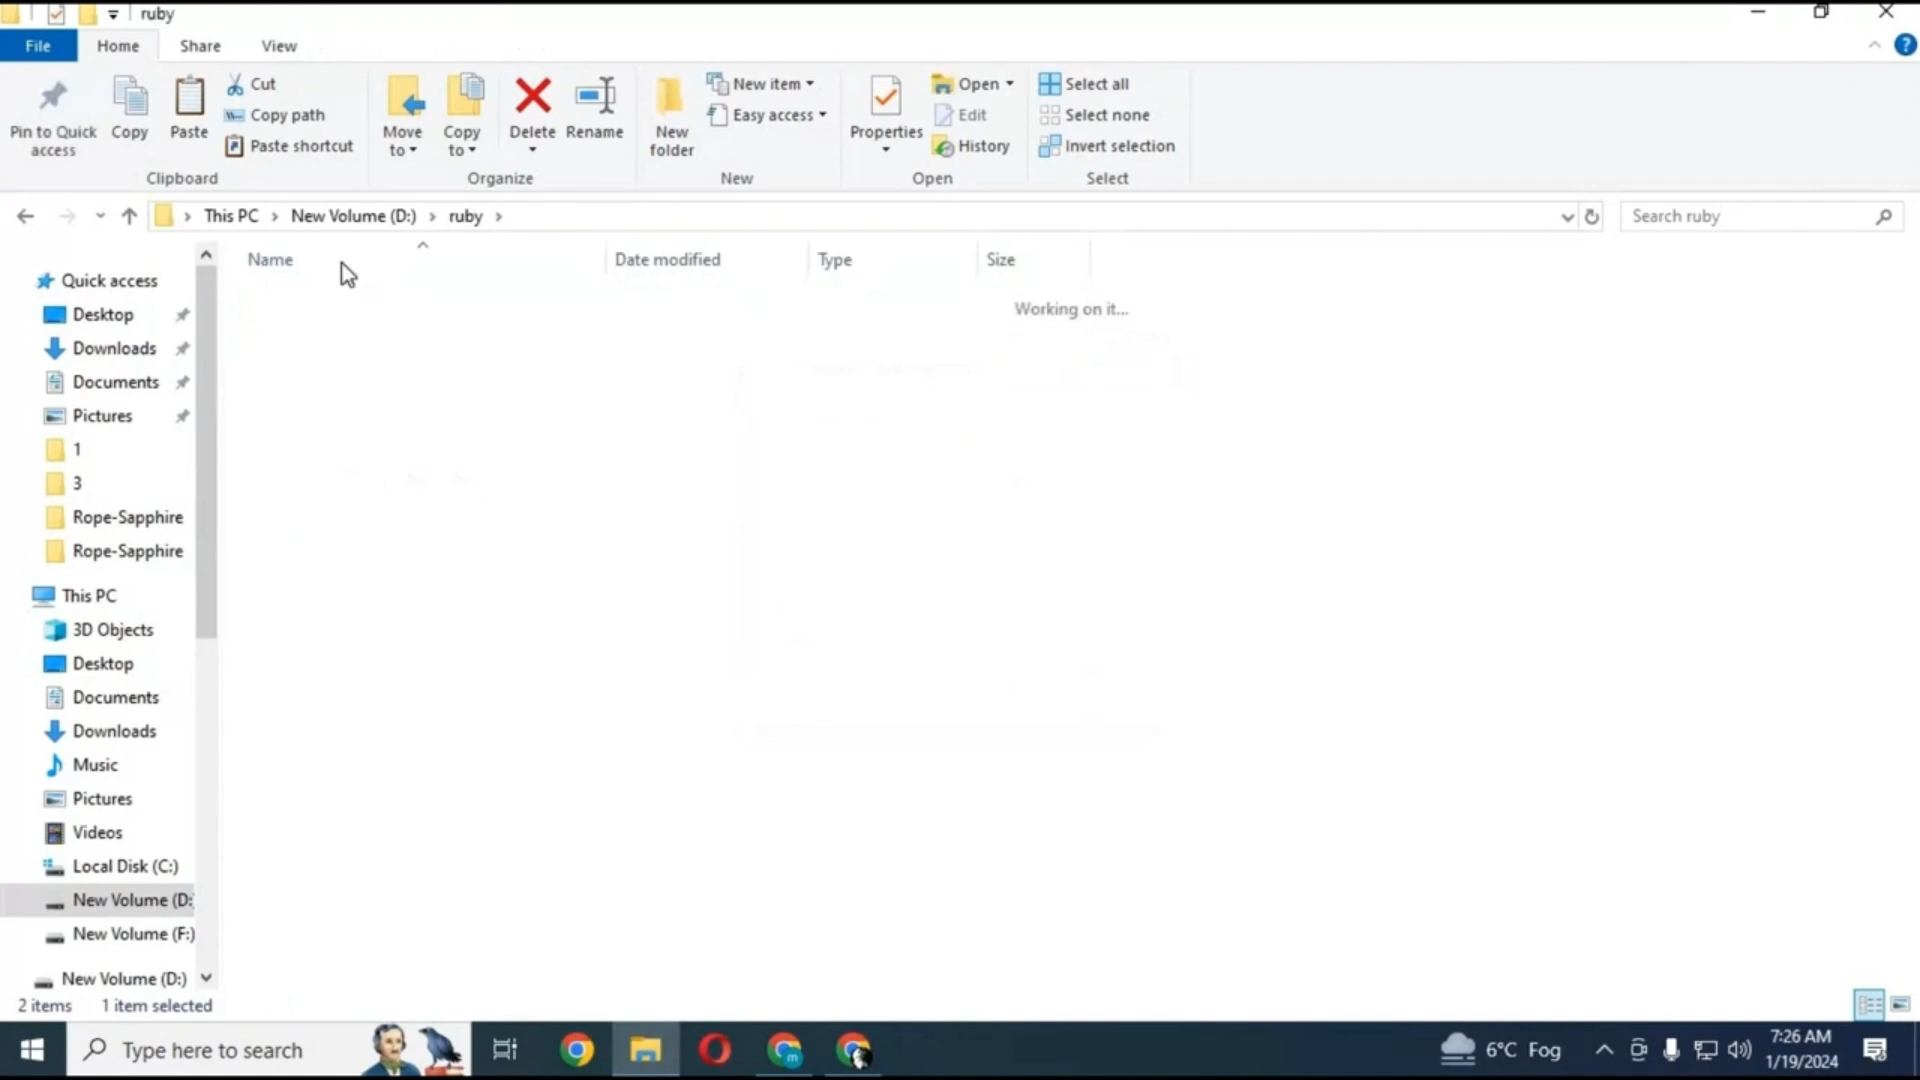 ruby
File Home Share View
Pin to Quick access
Copy
Paste
Cut
Copy path
Paste shortcut
Clipboard
Move to
Copy to
Delete
Rename
Organize
New folder
New item
Easy access
New
Properties
Open
Edit
History
Open
Select all
Select none
Invert selection
Select
This PC > New Volume (D:) > ruby >
Search ruby
Name Date modified Type Size
Working on it...
Quick access
Desktop
Downloads
Documents
Pictures
1
3
Rope-Sapphire
Rope-Sapphire
This PC
3D Objects
Desktop
Documents
Downloads
Music
Pictures
Videos
Local Disk (C:)
New Volume (D:
New Volume (F:)
New Volume (D:)
2 items 1 item selected
Type here to search
6°C Fog
7:26 AM
1/19/2024